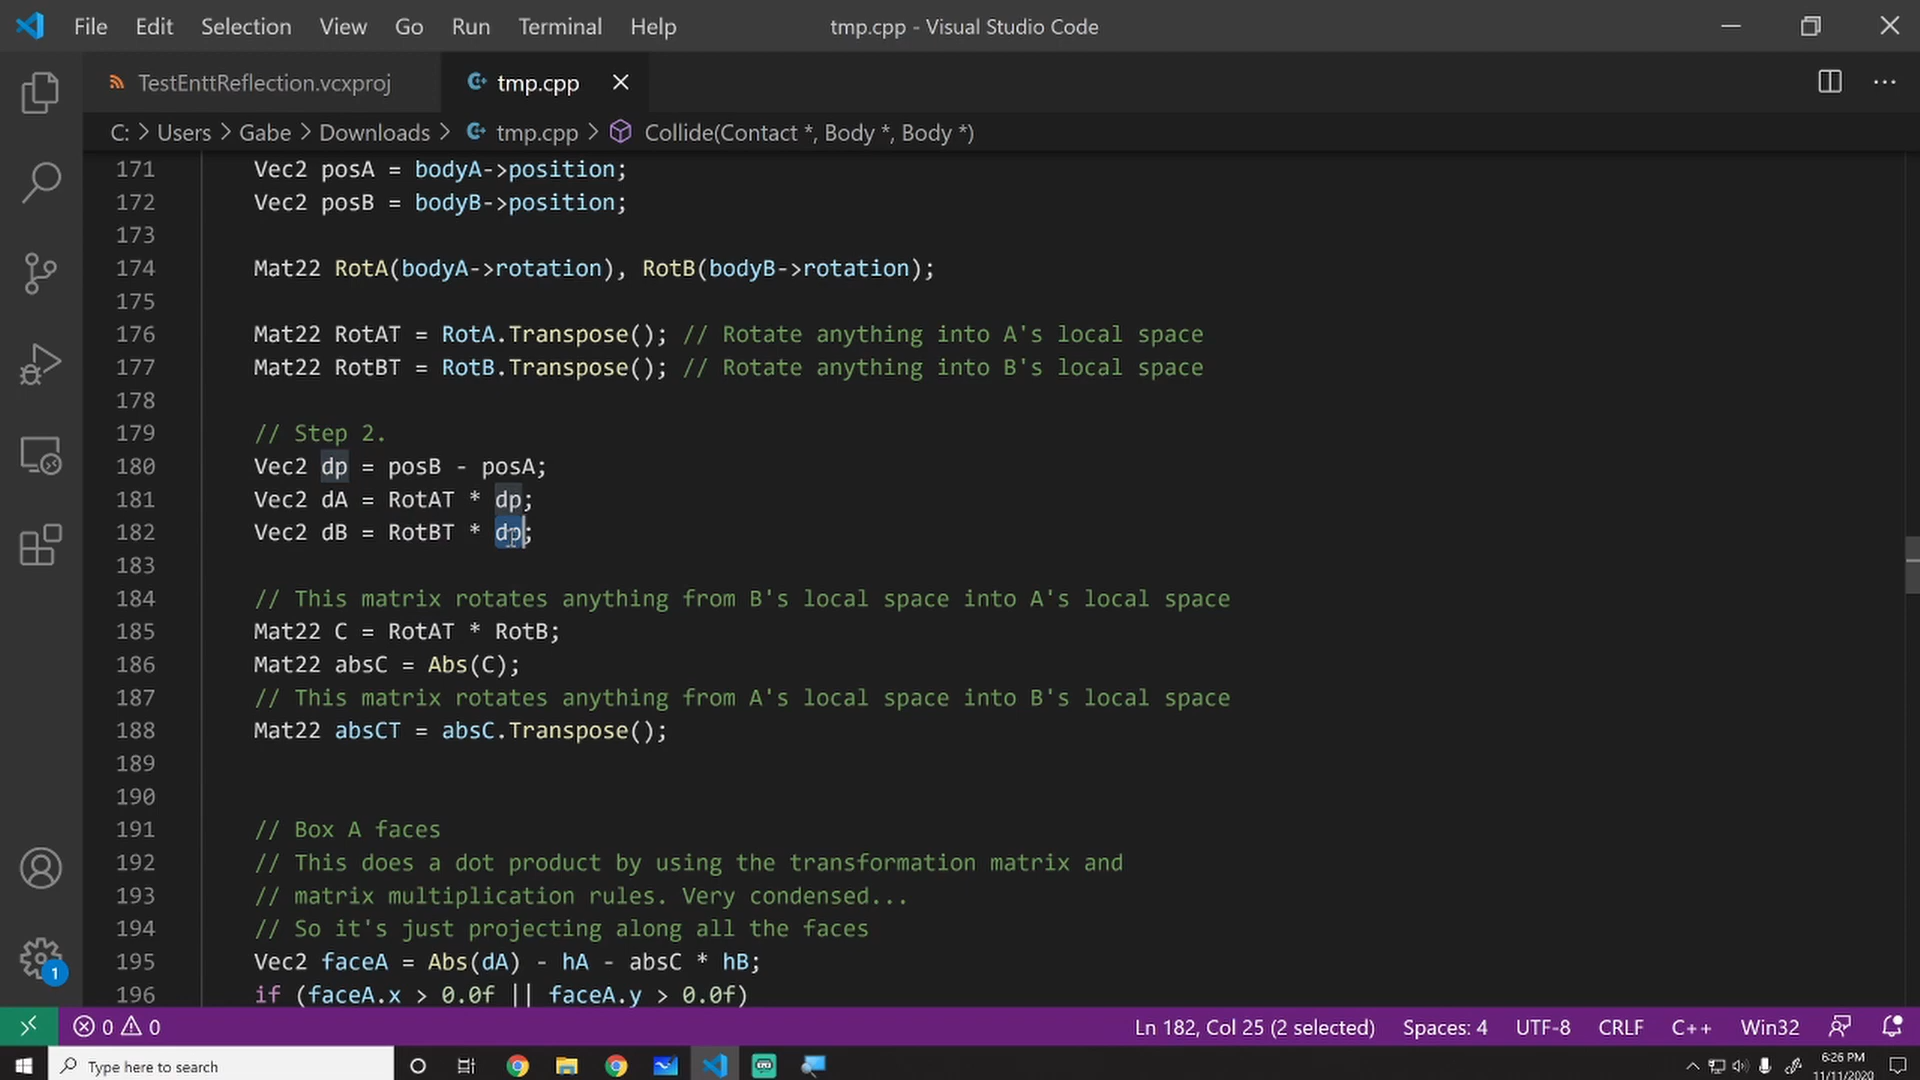 File Edit Selection View Go Run Terminal Help tmp.cpp - Visual Studio Code
TestEnttReflection.vcxproj tmp.cpp
C: > Users > Gabe > Downloads > tmp.cpp > Collide(Contact *, Body *, Body *)
171 Vec2 posA = bodyA->position;
172 Vec2 posB = bodyB->position;
173
174 Mat22 RotA(bodyA->rotation), RotB(bodyB->rotation);
175
176 Mat22 RotAT = RotA.Transpose(); // Rotate anything into A's local space
177 Mat22 RotBT = RotB.Transpose(); // Rotate anything into B's local space
178
179 // Step 2.
180 Vec2 dp = posB - posA;
181 Vec2 dA = RotAT * dp;
182 Vec2 dB = RotBT * dp;
183
184 // This matrix rotates anything from B's local space into A's local space
185 Mat22 C = RotAT * RotB;
186 Mat22 absC = Abs(C);
187 // This matrix rotates anything from A's local space into B's local space
188 Mat22 absCT = absC.Transpose();
189
190
191 // Box A faces
192 // This does a dot product by using the transformation matrix and
193 // matrix multiplication rules. Very condensed...
194 // So it's just projecting along all the faces
195 Vec2 faceA = Abs(dA) - hA - absC * hB;
196 if (faceA.x > 0.0f || faceA.y > 0.0f)
1
0 0 Ln 182, Col 25 (2 selected) Spaces: 4 UTF-8 CRLF C++ Win32
Type here to search 6:26 PM
11/11/2020